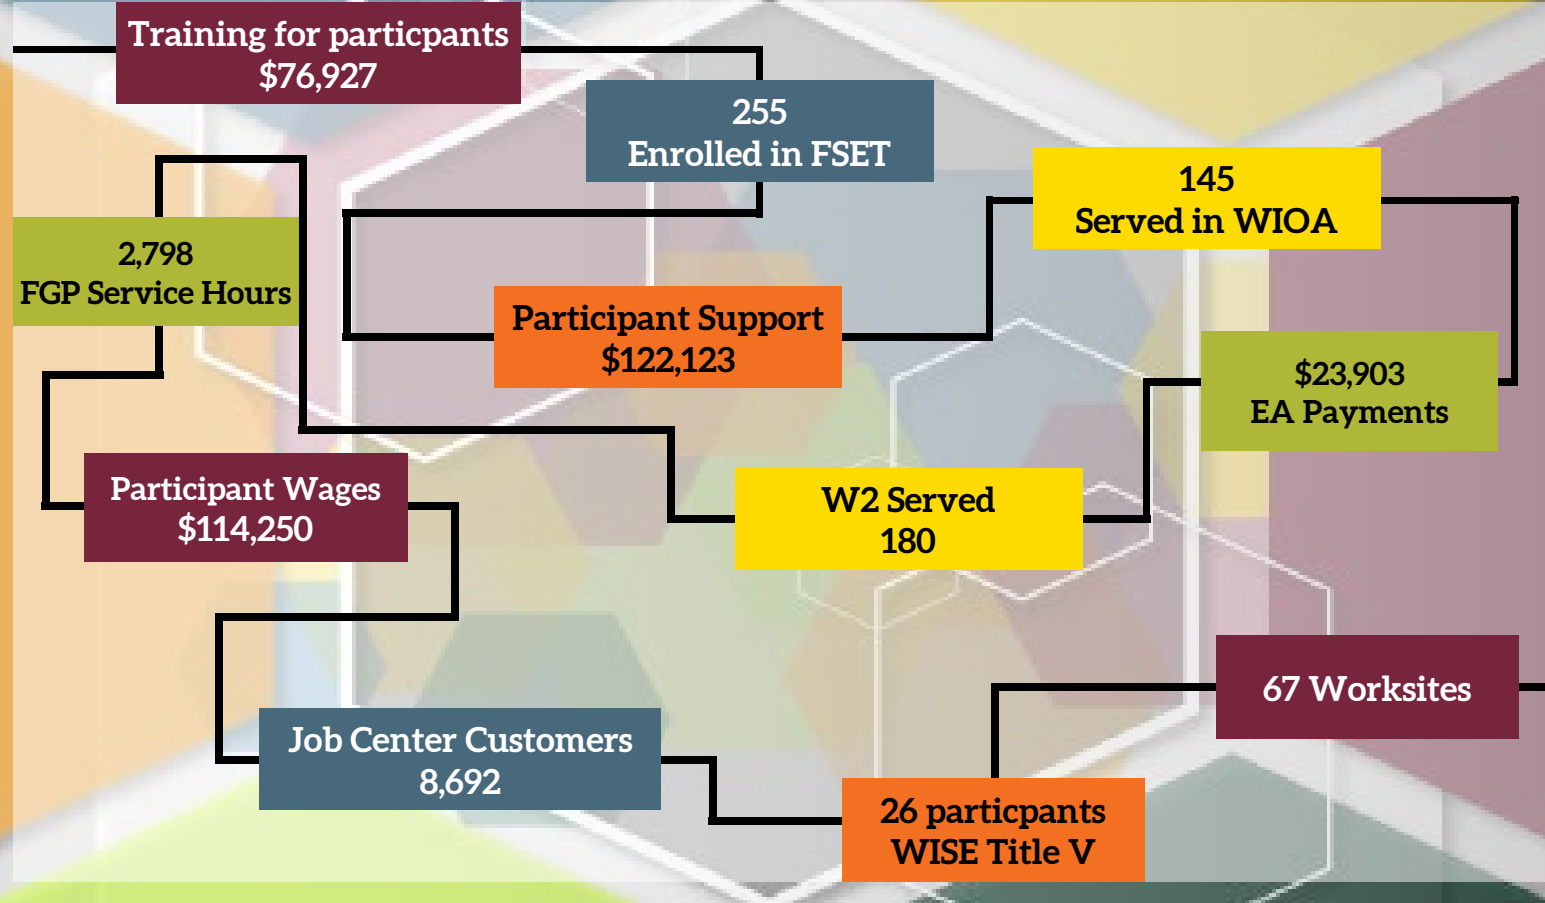 Training for particpants
$76,927
255
Enrolled in FSET
145
Served in WIOA
2,798
FGP Service Hours
Participant Support
$122,123
$23,903
EA Payments
Participant Wages
$114,250
W2 Served
180
67 Worksites
Job Center Customers
8,692
26 particpants
WISE Title V